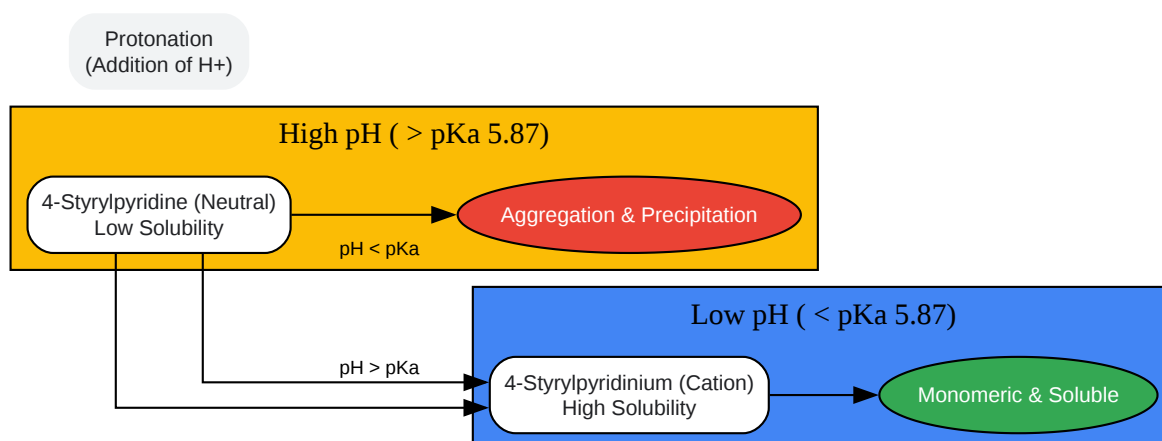 Protonation
(Addition of H+)
High pH ( > pKa 5.87)
4-Styrylpyridine (Neutral)
Low Solubility
Aggregation & Precipitation
pH < pKa
Low pH ( < pKa 5.87)
pH > pKa
4-Styrylpyridinium (Cation)
High Solubility
Monomeric & Soluble